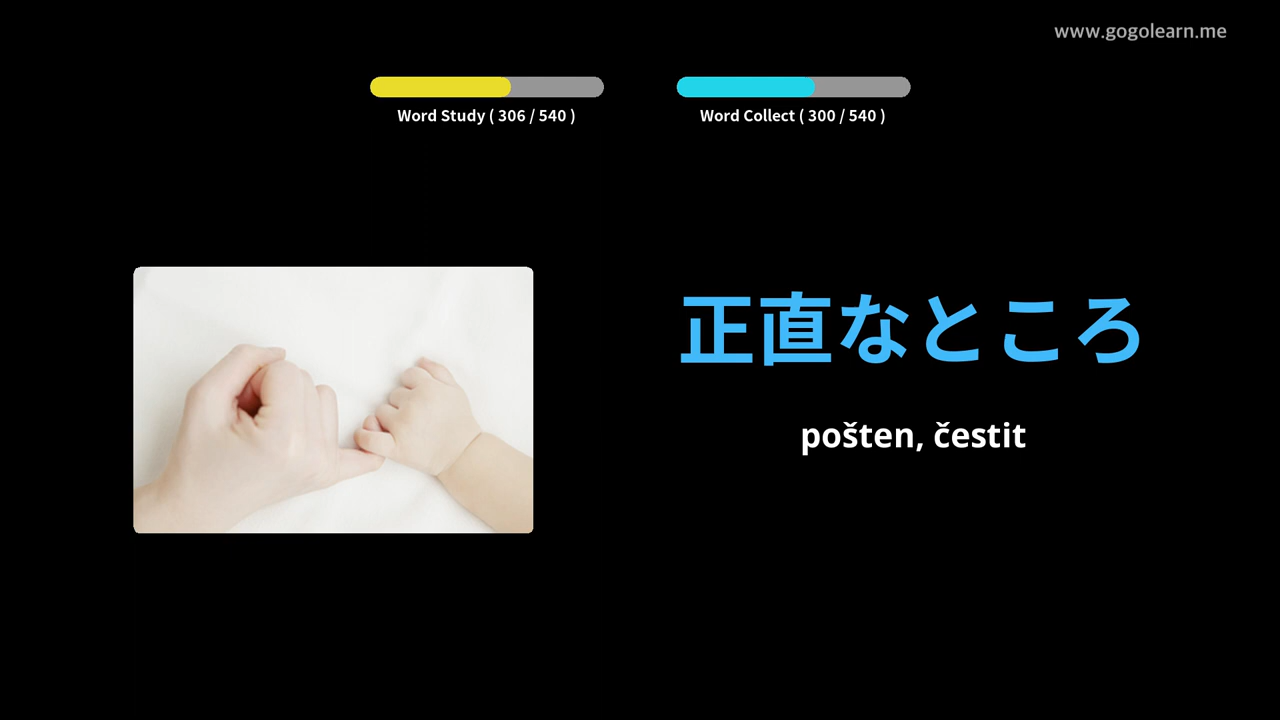 www.gogolearn.me
Word Study ( 306 / 540 )
Word Collect ( 300 / 540 )
正直なところ
pošten, čestit